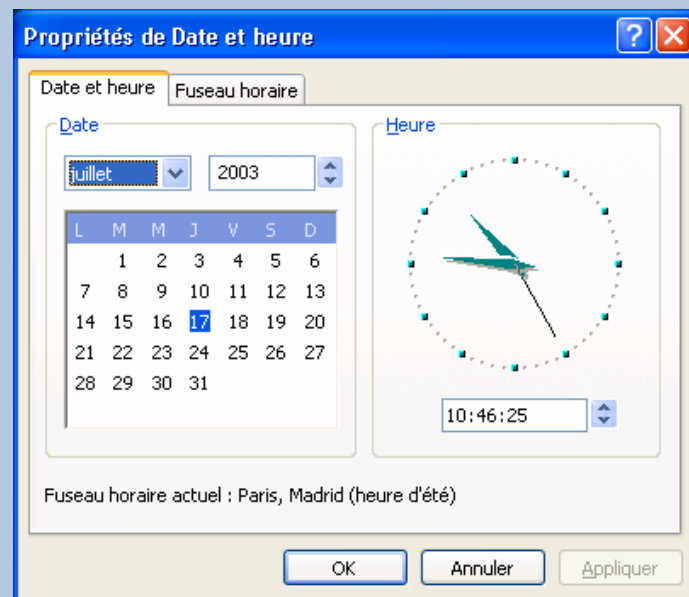 Propriétés de Date et heure
Date et heure Fuseau horaire
Date
juillet 2003
L M M J V S D
1 2 3 4 5 6
7 8 9 10 11 12 13
14 15 16 17 18 19 20
21 22 23 24 25 26 27
28 29 30 31
Heure
10:46:25
Fuseau horaire actuel : Paris, Madrid (heure d'été)
OK Annuler Appliquer